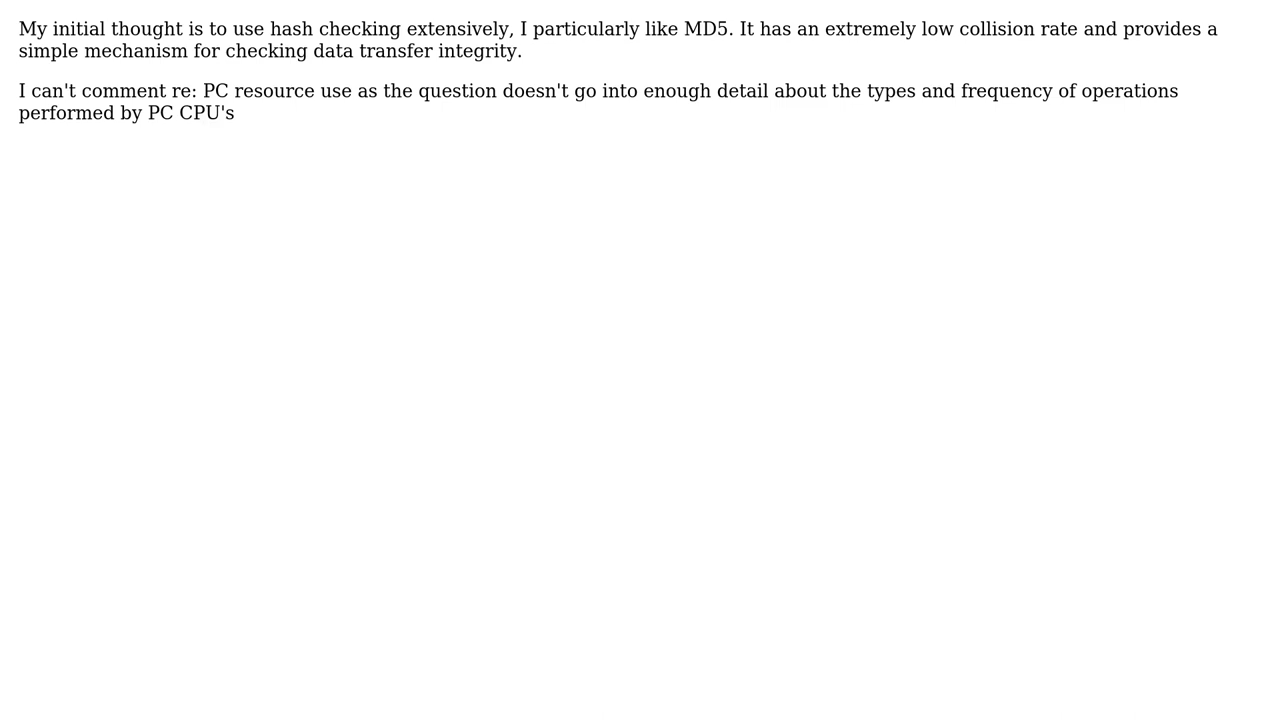 My initial thought is to use hash checking extensively, I particularly like MD5. It has an extremely low collision rate and provides a
simple mechanism for checking data transfer integrity.
I can't comment re: PC resource use as the question doesn't go into enough detail about the types and frequency of operations
performed by PC CPU's